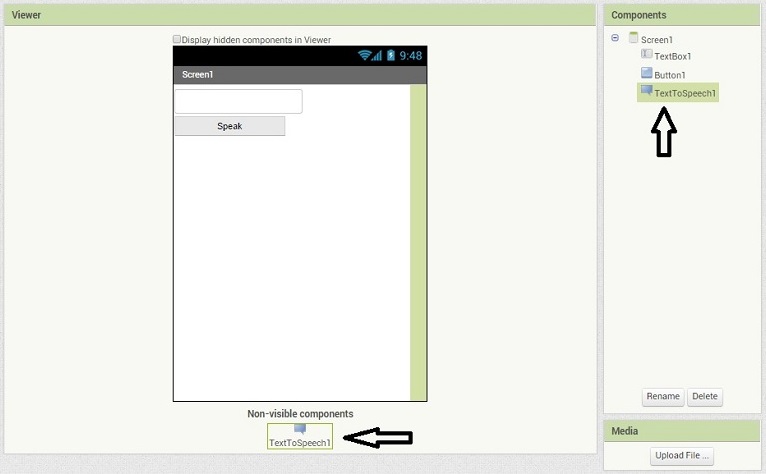 Viewer
Display hidden components in Viewer
9:48
Screen1
Speak
Non-visible components
TextToSpeech1
Components
Screen1
TextBox1
Button1
TextToSpeech1
Rename Delete
Media
Upload File ...